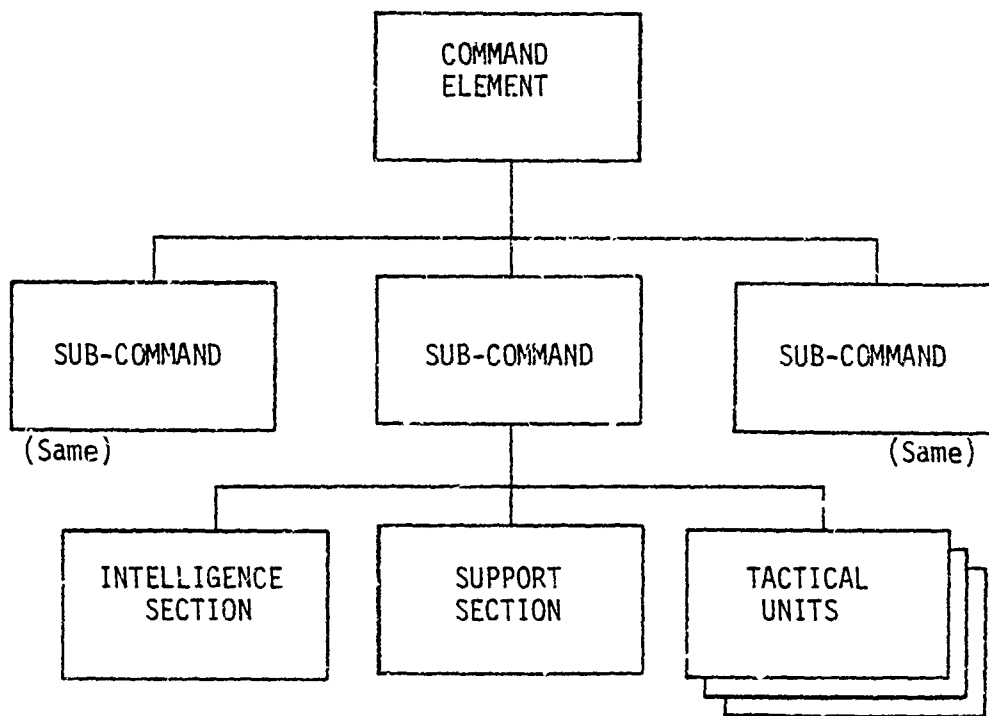 COMMAND
ELEMENT
SUB-COMMAND
SUB-COMMAND
SUB-COMMAND
(Same)
(Same)
INTELLIGENCE
SECTION
SUPPORT
SECTION
TACTICAL
UNITS